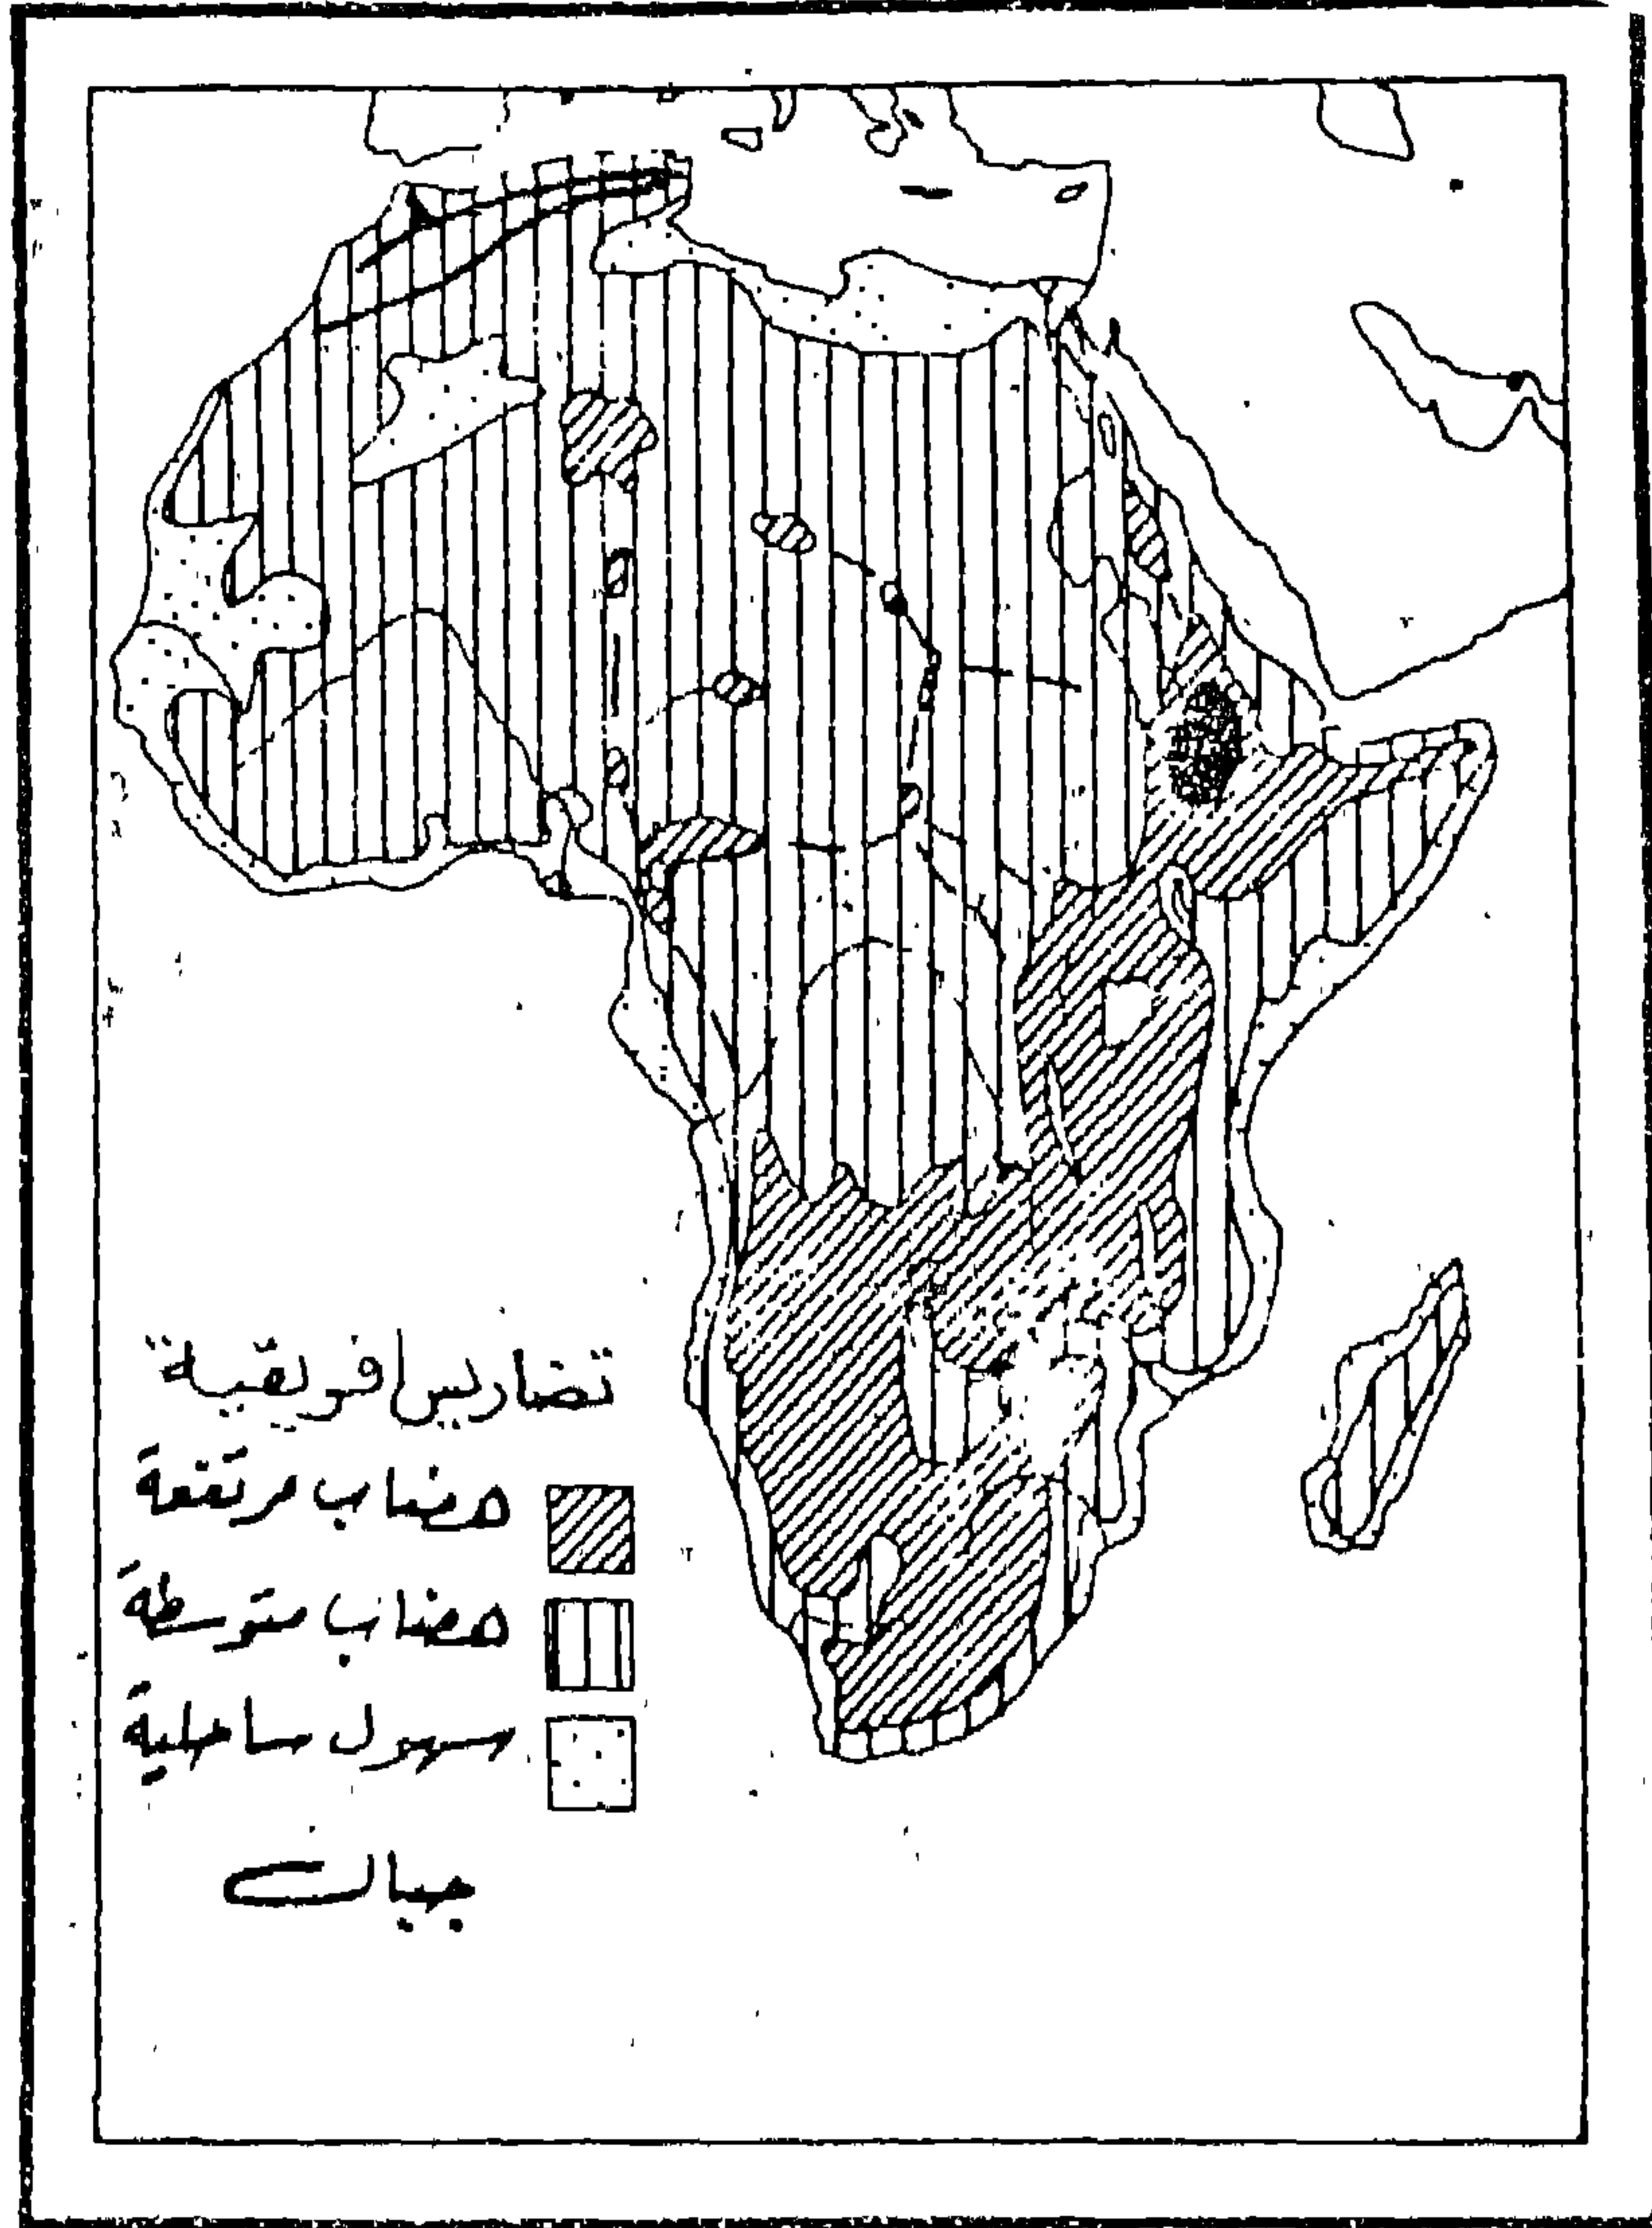 تضاريس افريقية
هضاب مرتفعة
هضاب متوسطة
سهول ساحلية
جبال